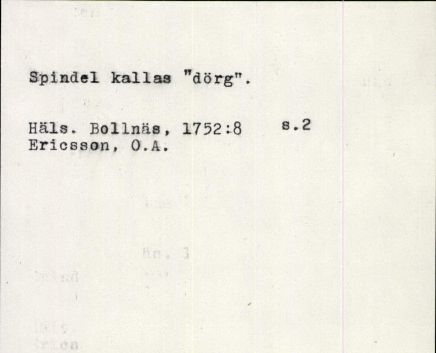 Spindel kallas "dörg".
Häls. Bollnäs, 1752:8 s.2
Ericsson, O.A.